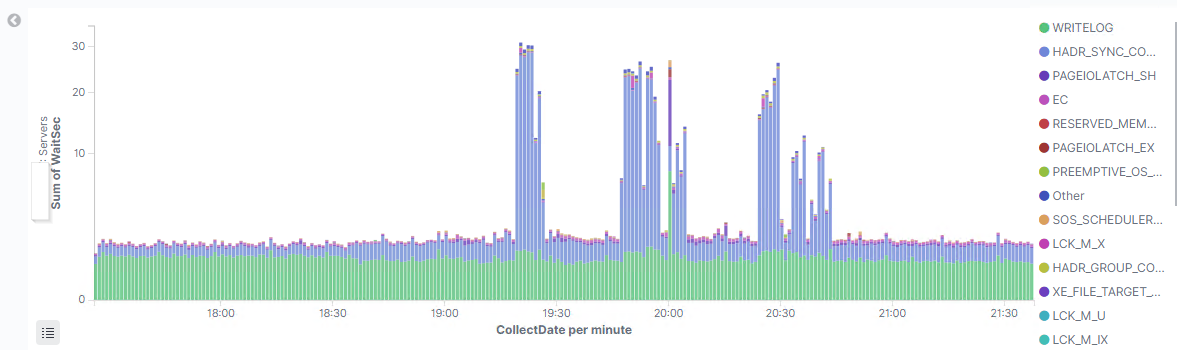 30
20
10
0
Servers
Sum of WaitSec
18:00
18:30
19:00
19:30
20:00
20:30
21:00
21:30
CollectDate per minute
WRITELOG
HADR_SYNC_CO...
PAGEIOLATCH_SH
EC
RESERVED_MEM...
PAGEIOLATCH_EX
PREEMPTIVE_OS_...
Other
SOS_SCHEDULER...
LCK_M_X
HADR_GROUP_CO...
XE_FILE_TARGET_...
LCK_M_U
LCK_M_IX